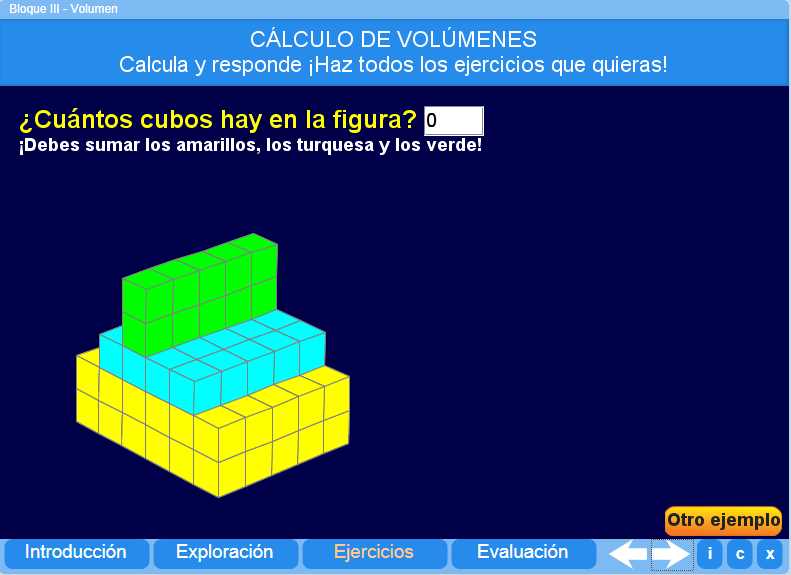 Bloque III - Volumen
CÁLCULO DE VOLÚMENES
Calcula y responde ¡Haz todos los ejercicios que quieras!
¿Cuántos cubos hay en la figura? 0
¡Debes sumar los amarillos, los turquesa y los verde!
Otro ejemplo
Introducción Exploración Ejercicios Evaluación i c x